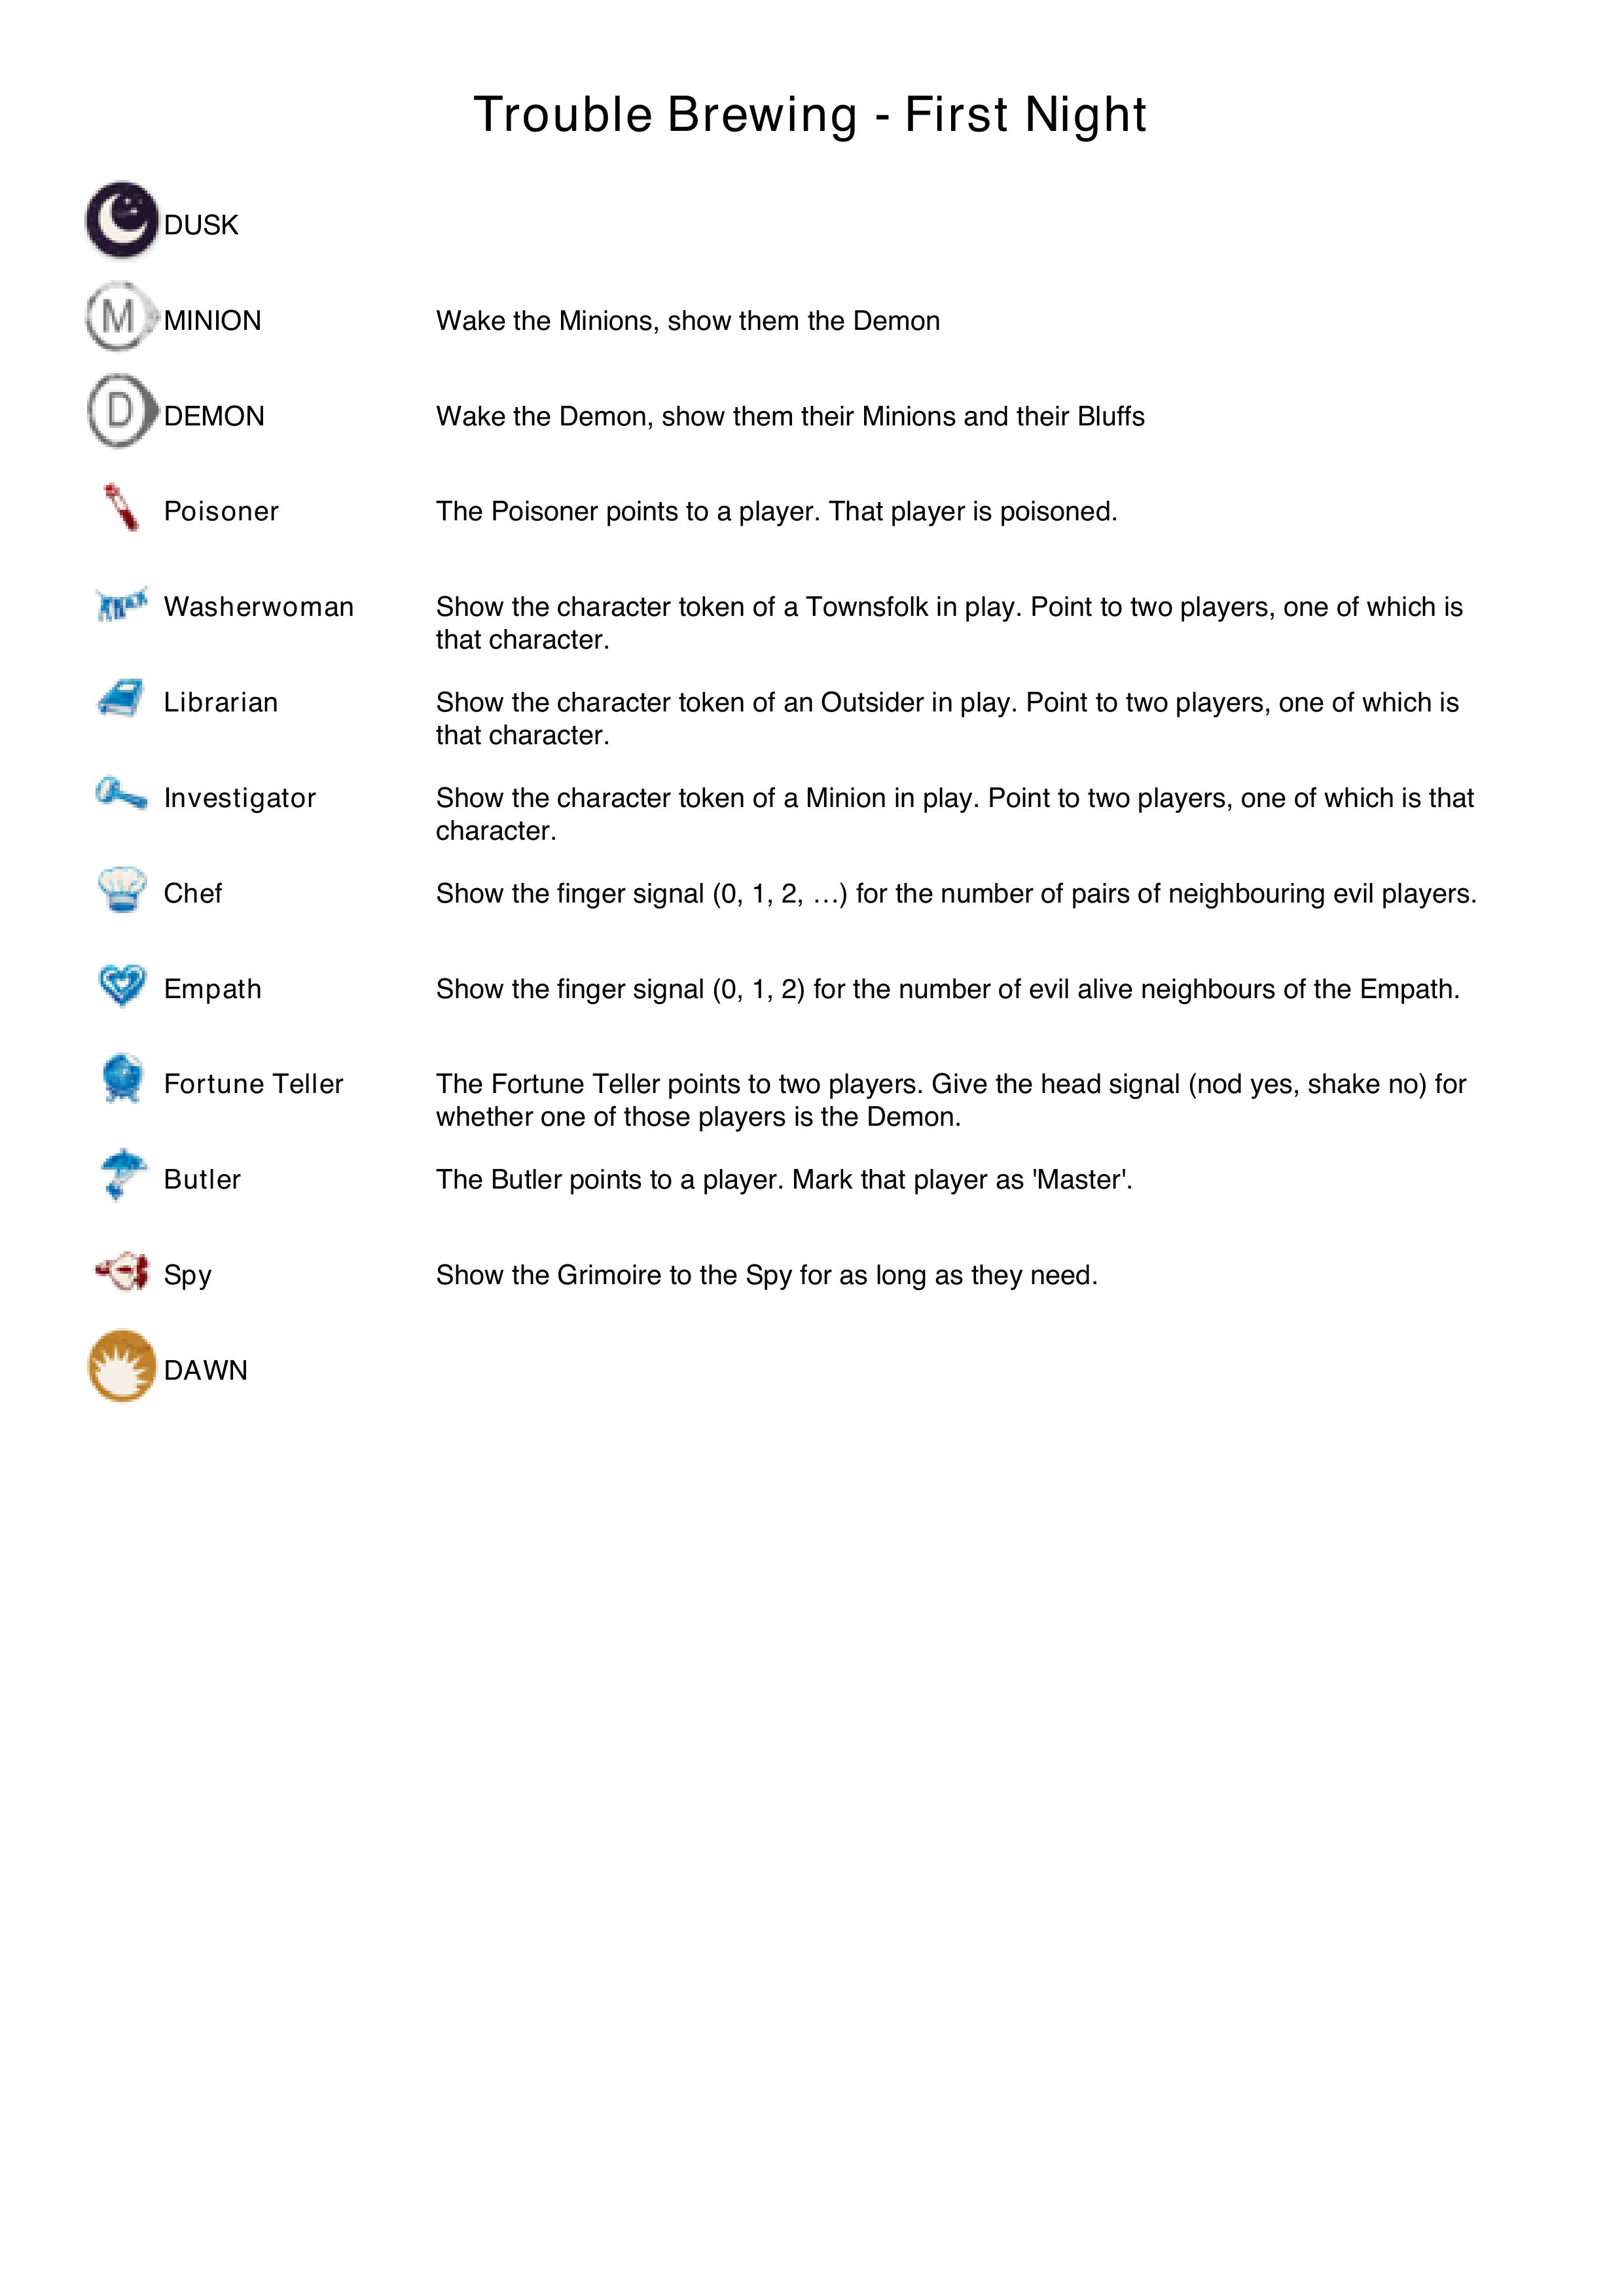 Trouble Brewing - First Night
DUSK
M MINION Wake the Minions, show them the Demon
D DEMON Wake the Demon, show them their Minions and their Bluffs
Poisoner The Poisoner points to a player. That player is poisoned.
Washerwoman Show the character token of a Townsfolk in play. Point to two players, one of which is
that character.
Librarian Show the character token of an Outsider in play. Point to two players, one of which is
that character.
Investigator Show the character token of a Minion in play. Point to two players, one of which is that
character.
Chef Show the finger signal (0, 1, 2, …) for the number of pairs of neighbouring evil players.
Empath Show the finger signal (0, 1, 2) for the number of evil alive neighbours of the Empath.
Fortune Teller The Fortune Teller points to two players. Give the head signal (nod yes, shake no) for
whether one of those players is the Demon.
Butler The Butler points to a player. Mark that player as 'Master'.
Spy Show the Grimoire to the Spy for as long as they need.
DAWN